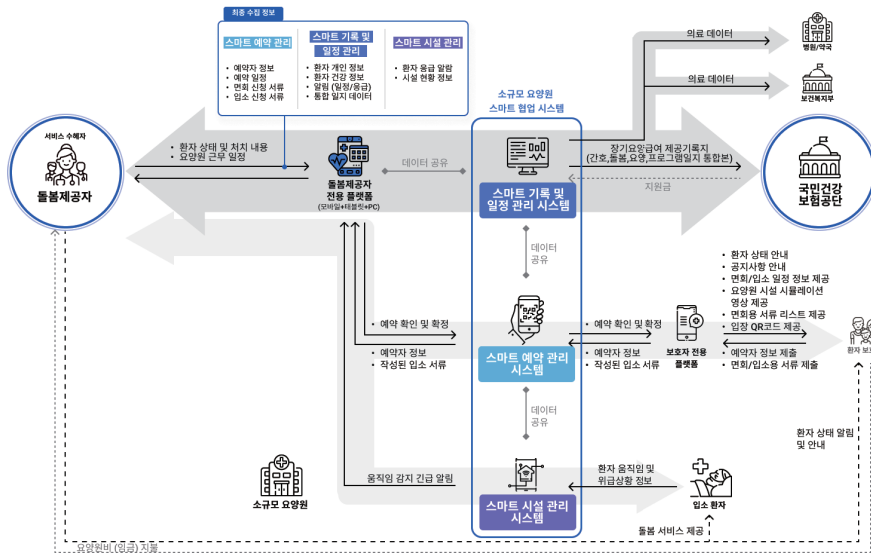 최종 수집 정보
스마트 예약 관리
• 예약자 정보
• 예약 일정
• 면회 신청 서류
• 입소 신청 서류
스마트 기록 및
일정 관리
• 환자 개인 정보
• 환자 건강 정보
• 알림 (일정/응급)
• 통합 일지 데이터
스마트 시설 관리
• 환자 응급 알람
• 시설 현황 정보
의료 데이터
병원/약국
의료 데이터
보건복지부
소규모 요양원
스마트 협업 시스템
서비스 수혜자
돌봄제공자
• 환자 상태 및 처치 내용
• 요양원 근무 일정
돌봄제공자
전용 플랫폼
(모바일+태블릿+PC)
데이터 공유
스마트 기록 및
일정 관리 시스템
장기요양급여 제공기록지
(간호,돌봄,요양,프로그램일지 통합본)
지원금
국민건강
보험공단
데이터
공유
• 예약 확인 및 확정
• 예약자 정보
• 작성된 입소 서류
스마트 예약 관리
시스템
• 예약 확인 및 확정
• 예약자 정보
• 작성된 입소 서류
보호자 전용
플랫폼
• 환자 상태 안내
• 공지사항 안내
• 면회/입소 일정 정보 제공
• 요양원 시설 시뮬레이션
영상 제공
• 면회용 서류 리스트 제공
• 입장 QR코드 제공
• 예약자 정보 제출
• 면회/입소용 서류 제출
환자 보
데이터
공유
환자 상태 알림
및 안내
소규모 요양원
움직임 감지 긴급 알람
스마트 시설 관리
시스템
환자 움직임 및
위급상황 정보
입소 환자
돌봄 서비스 제공
요양원비 (임금) 지불